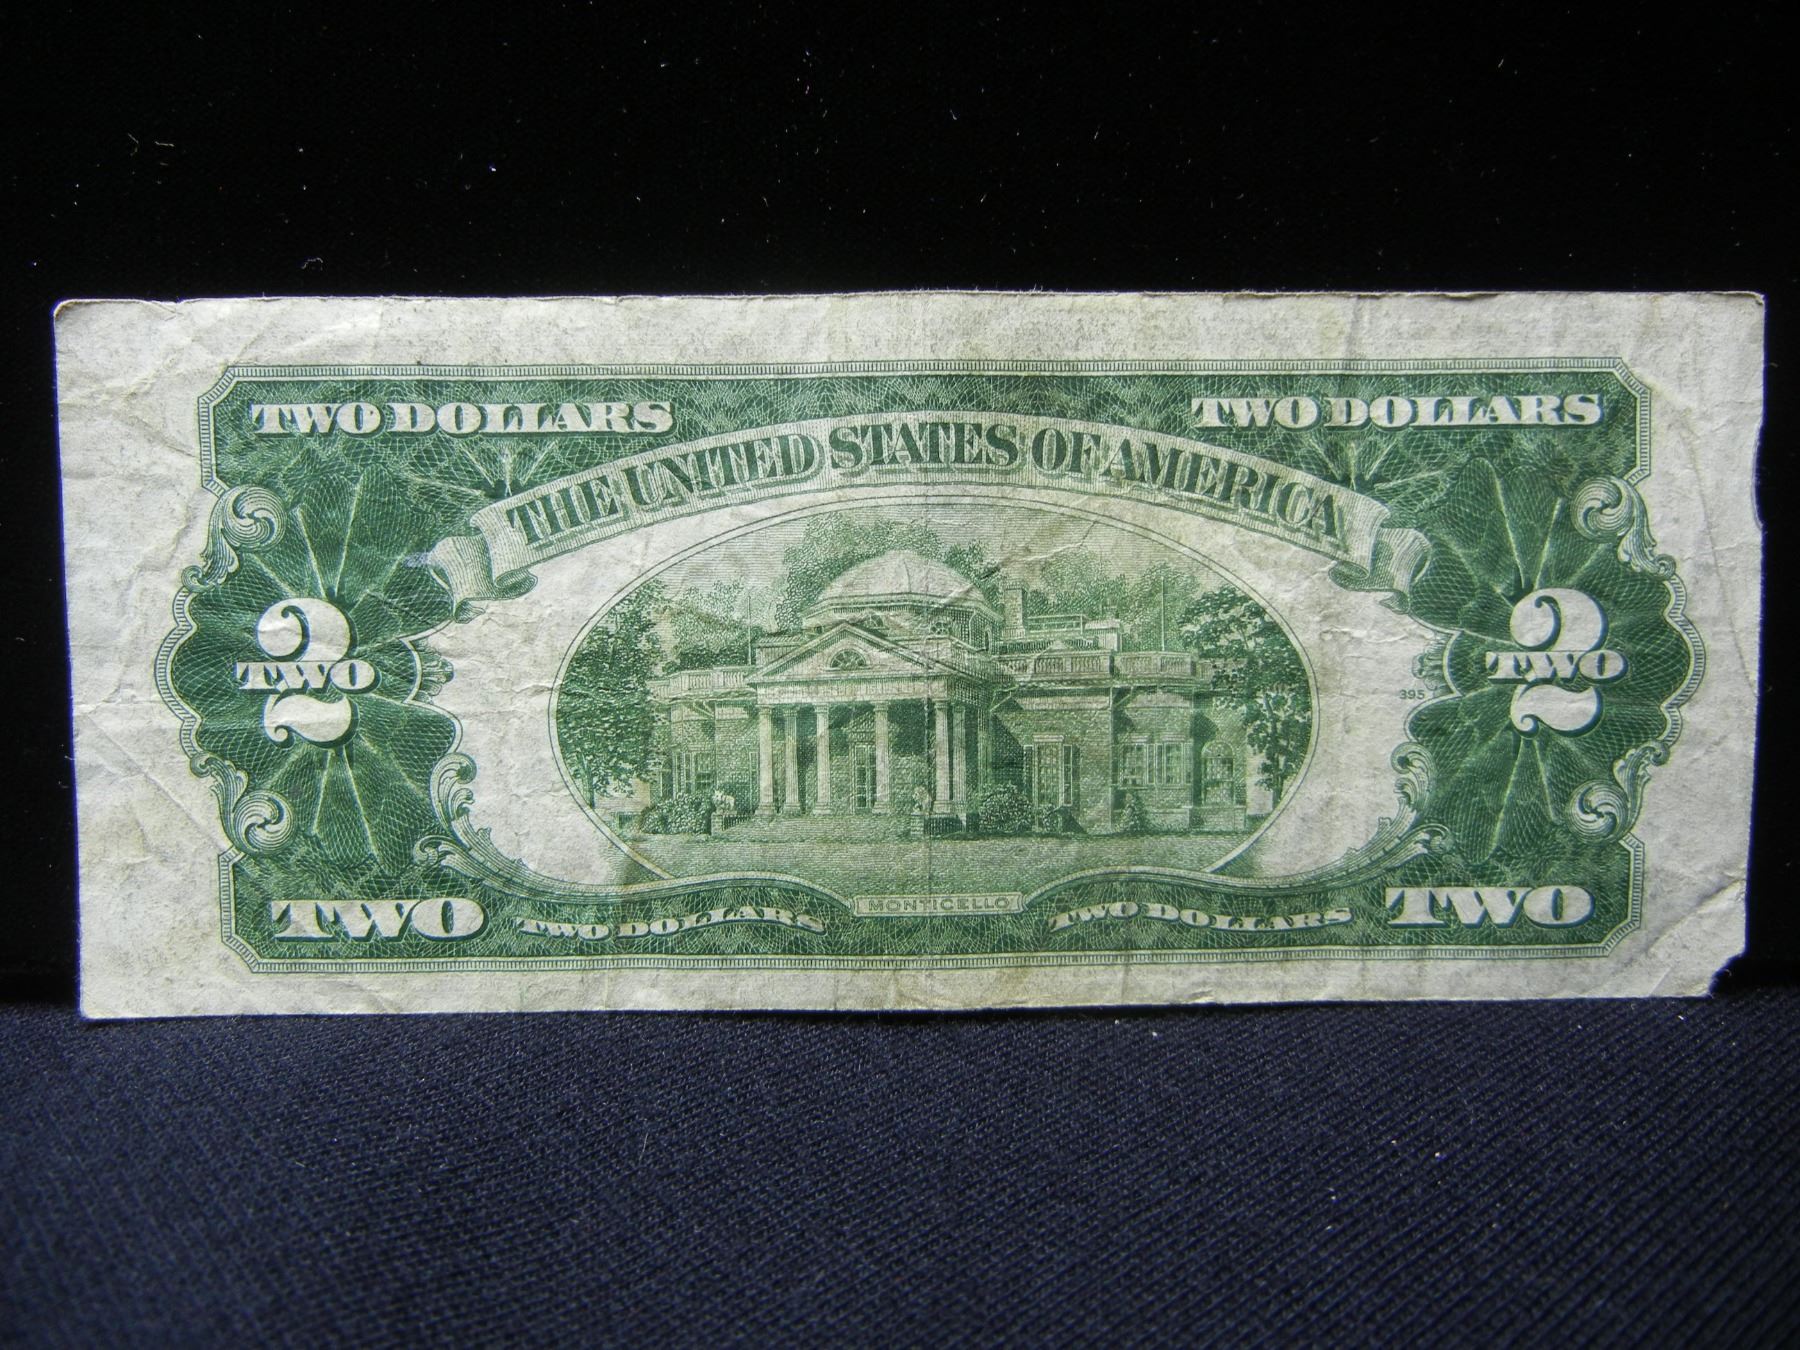 TWO DOLLARS TWO DOLLARS
THE UNITED STATES OF AMERICA
2 TWO
2 TWO
395
MONTICELLO
TWO TWO DOLLARS TWO DOLLARS TWO